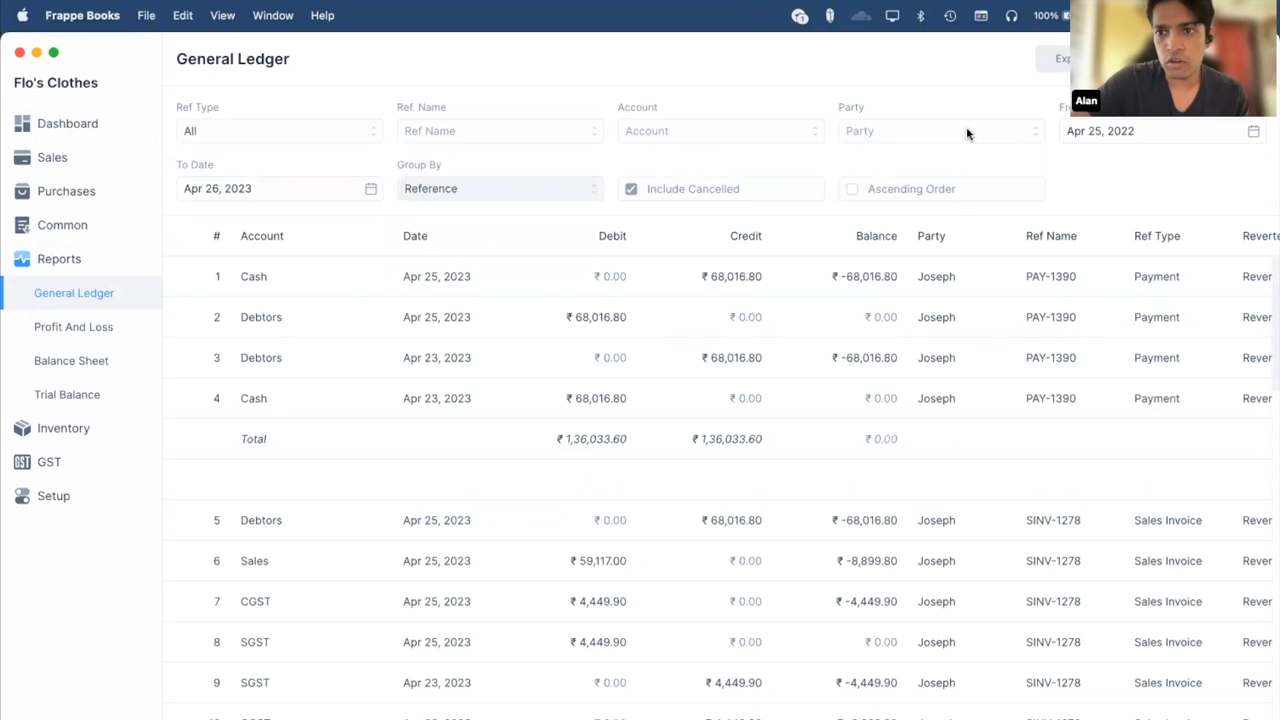 Frappe Books File Edit View Window Help 100%
Flo's Clothes
Dashboard
Sales
Purchases
Common
Reports
General Ledger
Profit And Loss
Balance Sheet
Trial Balance
Inventory
GST GST
Setup
General Ledger
Alan
Ref Type Ref. Name Account Party
All Ref Name Account Party Apr 25, 2022
To Date Group By
Apr 26, 2023 Reference Include Cancelled Ascending Order
# Account Date Debit Credit Balance Party Ref Name Ref Type
1 Cash Apr 25, 2023 ₹ 0.00 ₹ 68,016.80 ₹ -68,016.80 Joseph PAY-1390 Payment
2 Debtors Apr 25, 2023 ₹ 68,016.80 ₹ 0.00 ₹ 0.00 Joseph PAY-1390 Payment
3 Debtors Apr 23, 2023 ₹ 0.00 ₹ 68,016.80 ₹ -68,016.80 Joseph PAY-1390 Payment
4 Cash Apr 23, 2023 ₹ 68,016.80 ₹ 0.00 ₹ 0.00 Joseph PAY-1390 Payment
Total ₹ 1,36,033.60 ₹ 1,36,033.60 ₹ 0.00
5 Debtors Apr 25, 2023 ₹ 0.00 ₹ 68,016.80 ₹ -68,016.80 Joseph SINV-1278 Sales Invoice
6 Sales Apr 25, 2023 ₹ 59,117.00 ₹ 0.00 ₹ -8,899.80 Joseph SINV-1278 Sales Invoice
7 CGST Apr 25, 2023 ₹ 4,449.90 ₹ 0.00 ₹ -4,449.90 Joseph SINV-1278 Sales Invoice
8 SGST Apr 25, 2023 ₹ 4,449.90 ₹ 0.00 ₹ 0.00 Joseph SINV-1278 Sales Invoice
9 SGST Apr 23, 2023 ₹ 0.00 ₹ 4,449.90 ₹ -4,449.90 Joseph SINV-1278 Sales Invoice